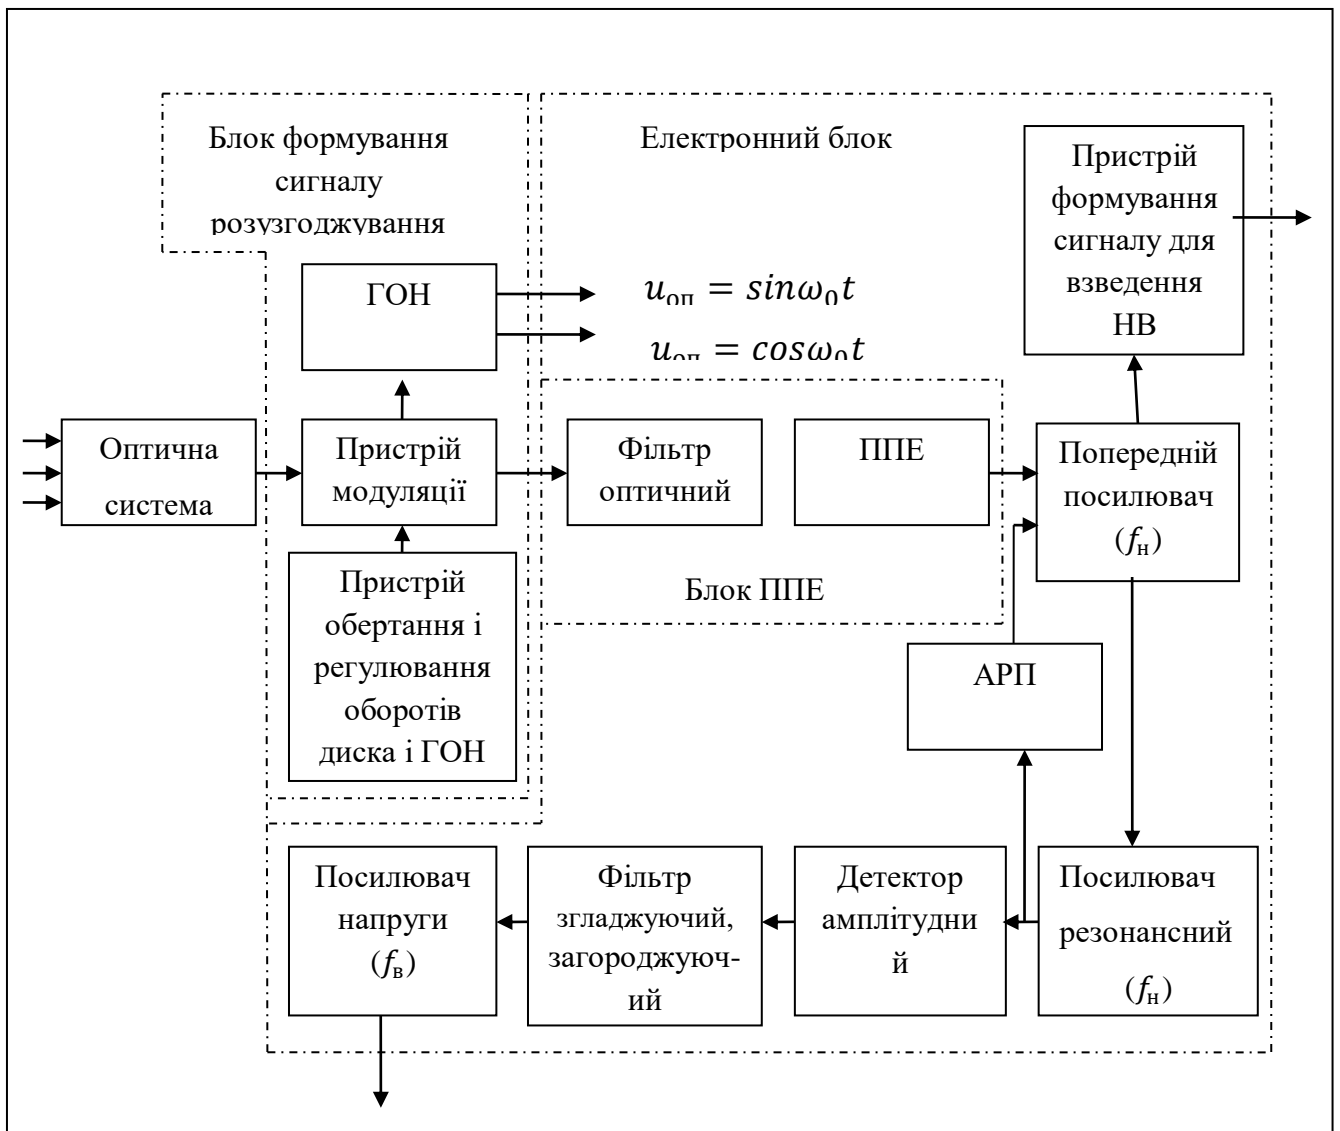 Блок формування
сигналу
розузгоджування
Електронний блок
Пристрій
формування
сигналу для
взведення
НВ
ГОН
u_оп = sinω₀t
u_оп = cosω₀t
Оптична
система
Пристрій
модуляції
Фільтр
оптичний
ППЕ
Попередній
посилювач
(f_н)
Пристрій
обертання і
регулювання
оборотів
диска і ГОН
Блок ППЕ
АРП
Посилювач
напруги
(f_в)
Фільтр
згладжуючий,
загороджуюч-
ий
Детектор
амплітудни
й
Посилювач
резонансний
(f_н)